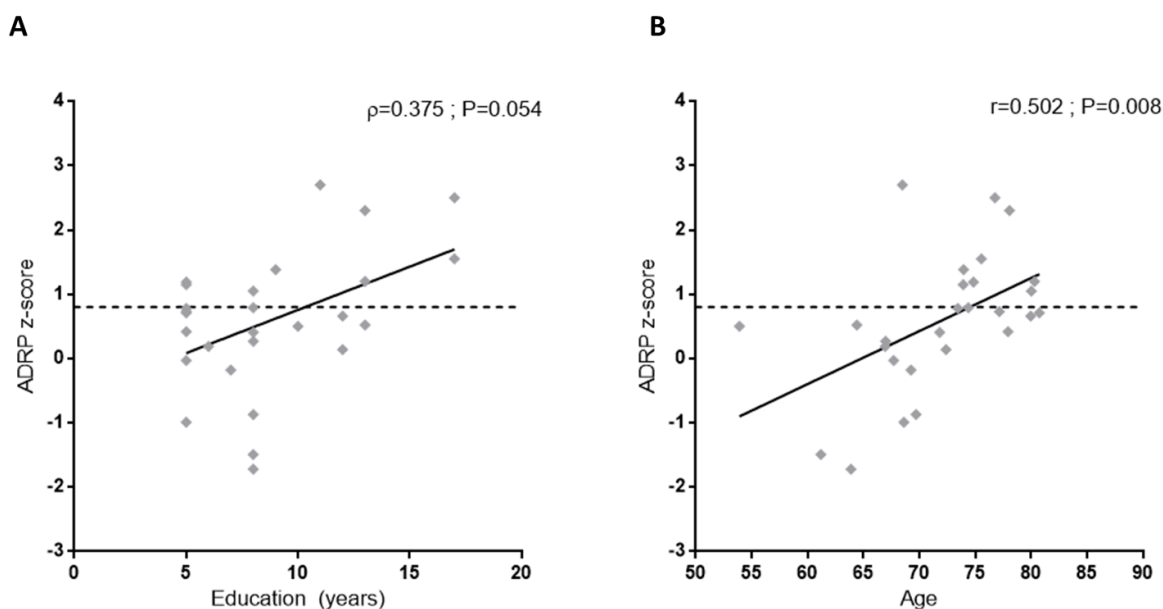 A
ρ=0.375 ; P=0.054
4
3
2
1
0
-1
-2
-3
ADRP z-score
0 5 10 15 20
Education (years)
B
r=0.502 ; P=0.008
4
3
2
1
0
-1
-2
-3
ADRP z-score
50 55 60 65 70 75 80 85 90
Age